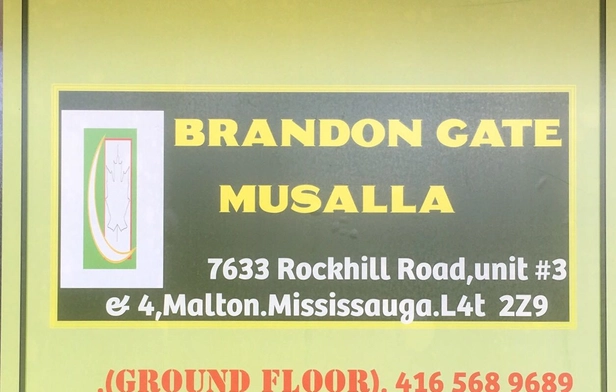 BRANDON GATE
MUSALLA
7633 Rockhill Road,unit #3
& 4,Malton.Mississauga.L4t 2Z9
.(GROUND FLOOR). 416 568 9689